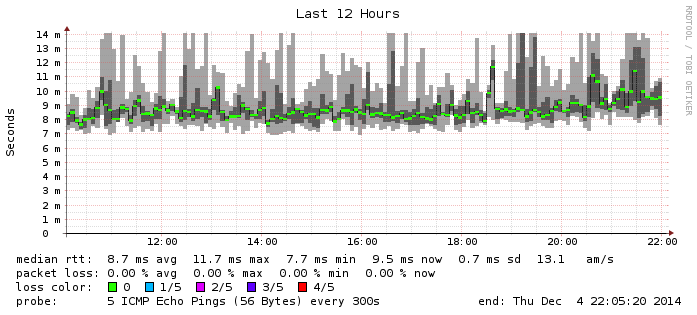 Last 12 Hours
RRDTOOL / TOBI OETIKER
Seconds
14 m
13 m
12 m
11 m
10 m
9 m
8 m
7 m
6 m
5 m
4 m
3 m
2 m
1 m
0
12:00 14:00 16:00 18:00 20:00 22:00
median rtt: 8.7 ms avg 11.7 ms max 7.7 ms min 9.5 ms now 0.7 ms sd 13.1 am/s
packet loss: 0.00 % avg 0.00 % max 0.00 % min 0.00 % now
loss color: 0 1/5 2/5 3/5 4/5
probe: 5 ICMP Echo Pings (56 Bytes) every 300s end: Thu Dec 4 22:05:20 2014